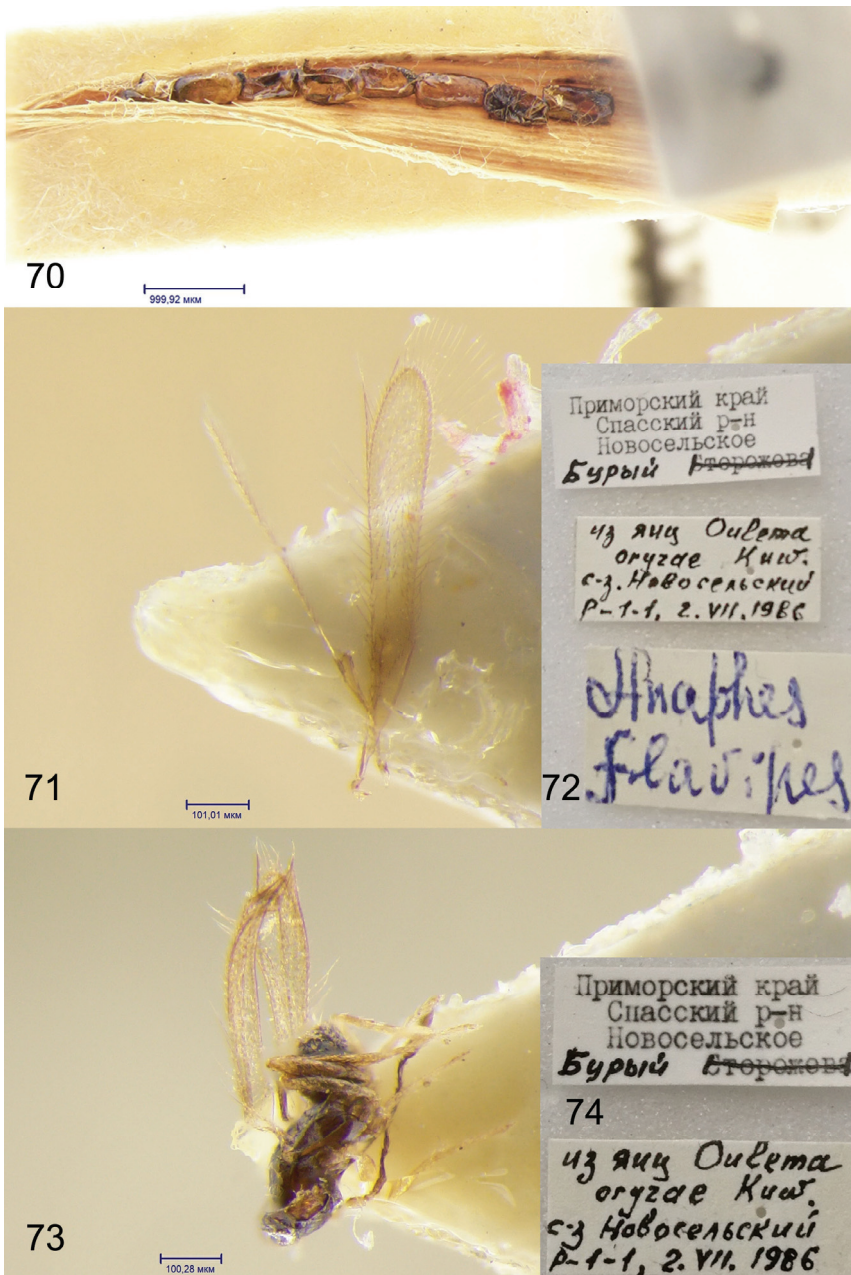 70
999,92 мкм
71
101,01 мкм
Приморский край
Спасский р-н
Новосельское
Бурый Сторожова
из яиц Oulema
oryzae Kuw.
с-з. Новосельский
Р-1-1, 2.VII.1986
Anaphes
flavipes
72
73
100,28 мкм
Приморский край
Спасский р-н
Новосельское
Бурый Сторожова
74
из яиц Oulema
oryzae Kuw.
с-з Новосельский
Р-1-1, 2.VII.1986